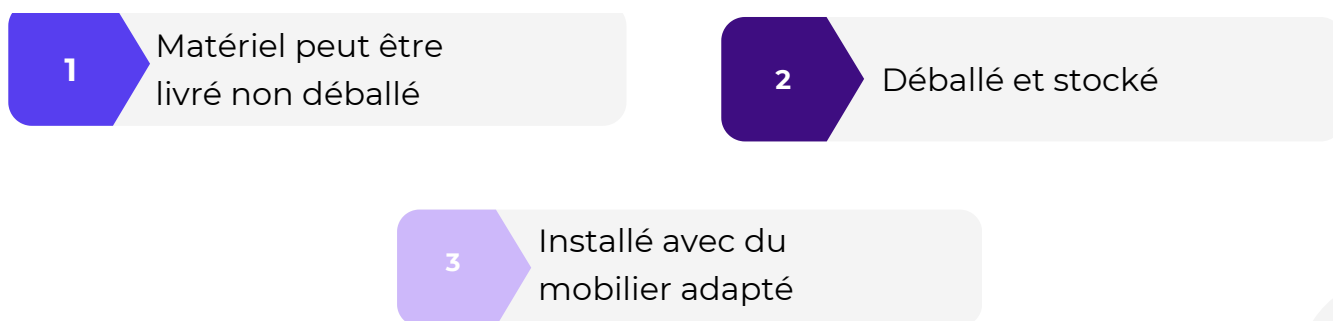 1
Matériel peut être
livré non déballé
2
Déballé et stocké
3
Installé avec du
mobilier adapté